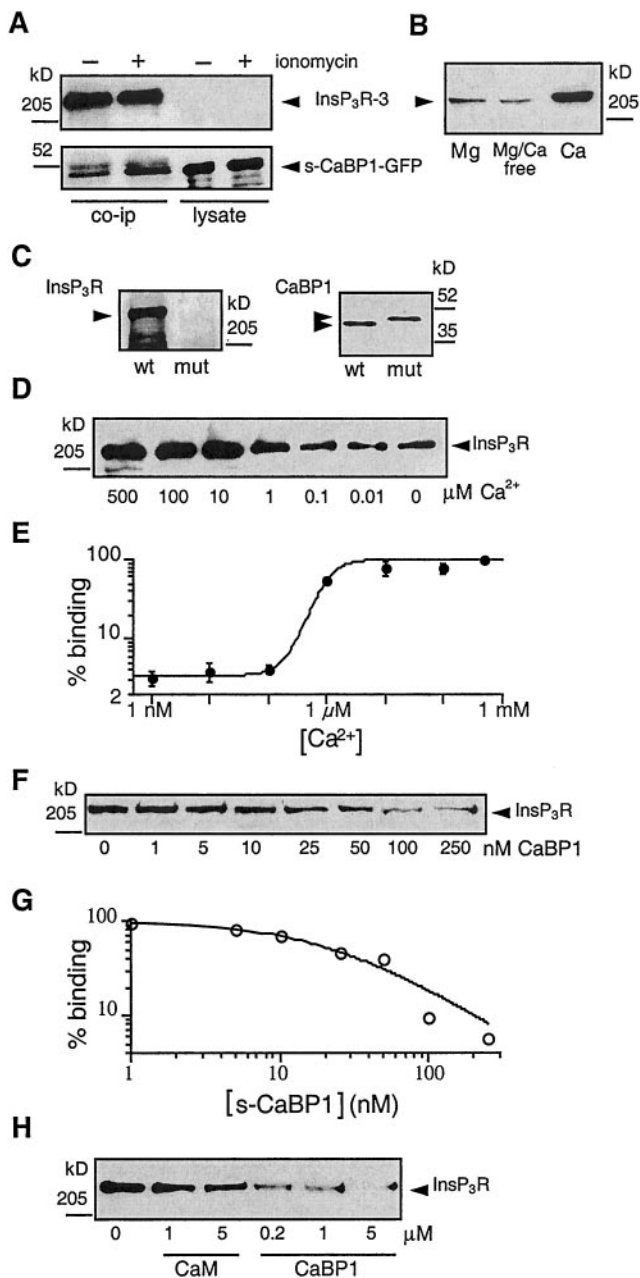 A
− + − + ionomycin
kD
205
InsP₃R-3
52
s-CaBP1-GFP
co-ip lysate
B
kD
205
Mg Mg/Ca free Ca
C
InsP₃R
kD
205
wt mut
CaBP1
kD
52
35
wt mut
D
kD
205
InsP₃R
500 100 10 1 0.1 0.01 0 μM Ca²⁺
E
% binding
100
10
2
1 nM 1 μM 1 mM
[Ca²⁺]
F
kD
205
InsP₃R
0 1 5 10 25 50 100 250 nM CaBP1
G
% binding
100
10
1 10 100
[s-CaBP1] (nM)
H
kD
205
InsP₃R
0 1 5 0.2 1 5 μM
CaM CaBP1